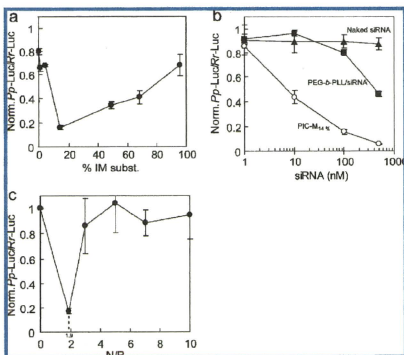 a
Norm. Pp-Luc/Rr-Luc
1
0.8
0.6
0.4
0.2
0
0 20 40 60 80 100
% IM subst.
b
Norm. Pp-Luc/Rr-Luc
1
0.8
0.6
0.4
0.2
0
Naked siRNA
PEG-b-PLL/siRNA
1 10 100 1000
siRNA (nM)
c
Norm. Pp-Luc/Rr-Luc
1
0.8
0.6
0.4
0.2
0
0 2 4 6 8 10
N/P